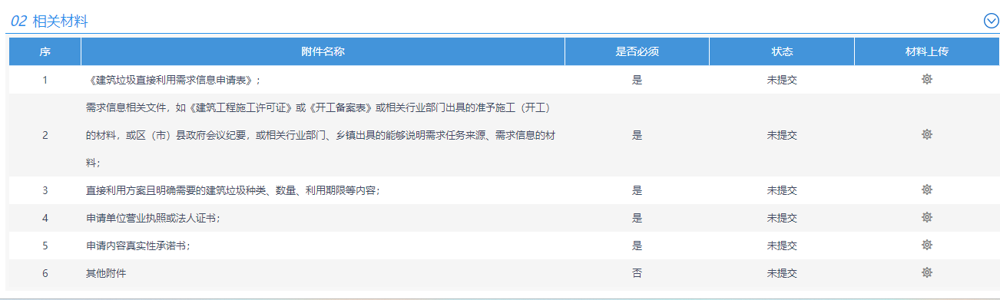 02 相关材料
序 附件名称 是否必须 状态 材料上传
1 《建筑垃圾直接利用需求信息申请表》; 是 未提交
需求信息相关文件，如《建筑工程施工许可证》或《开工备案表》或相关行业部门出具的准予施工（开工）
2 的材料，或区（市）县政府会议纪要，或相关行业部门、乡镇出具的能够说明需求任务来源、需求信息的材 是 未提交
料;
3 直接利用方案且明确需要的建筑垃圾种类、数量、利用期限等内容; 是 未提交
4 申请单位营业执照或法人证书; 是 未提交
5 申请内容真实性承诺书; 是 未提交
6 其他附件 否 未提交